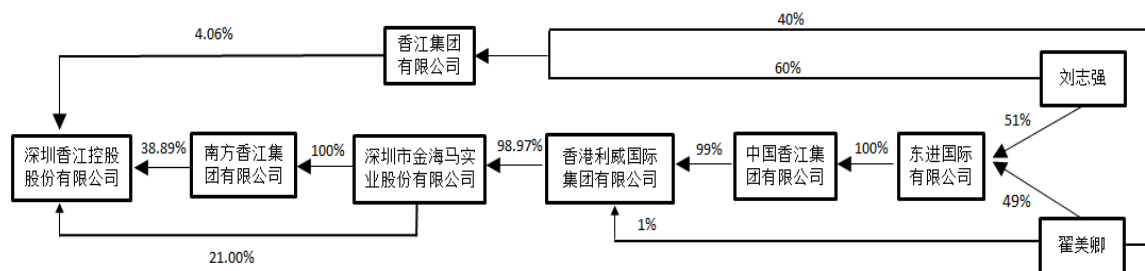 40%
4.06%
香江集团
有限公司
60%
刘志强
51%
深圳香江控股
股份有限公司
38.89%
南方香江集
团有限公司
100%
深圳市金海马实
业股份有限公司
98.97%
香港利威国际
集团有限公司
99%
中国香江集
团有限公司
100%
东进国际
有限公司
49%
1%
翟美卿
21.00%